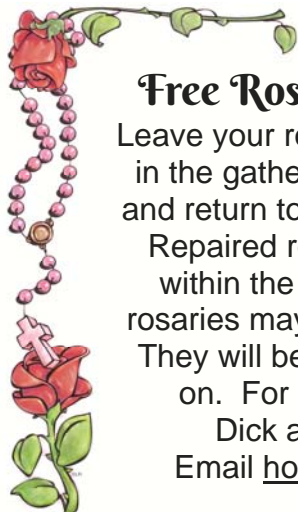 Free Ros
Leave your r
in the gathe
and return to
Repaired r
within the
rosaries may
They will be
on. For
Dick a
Email ho